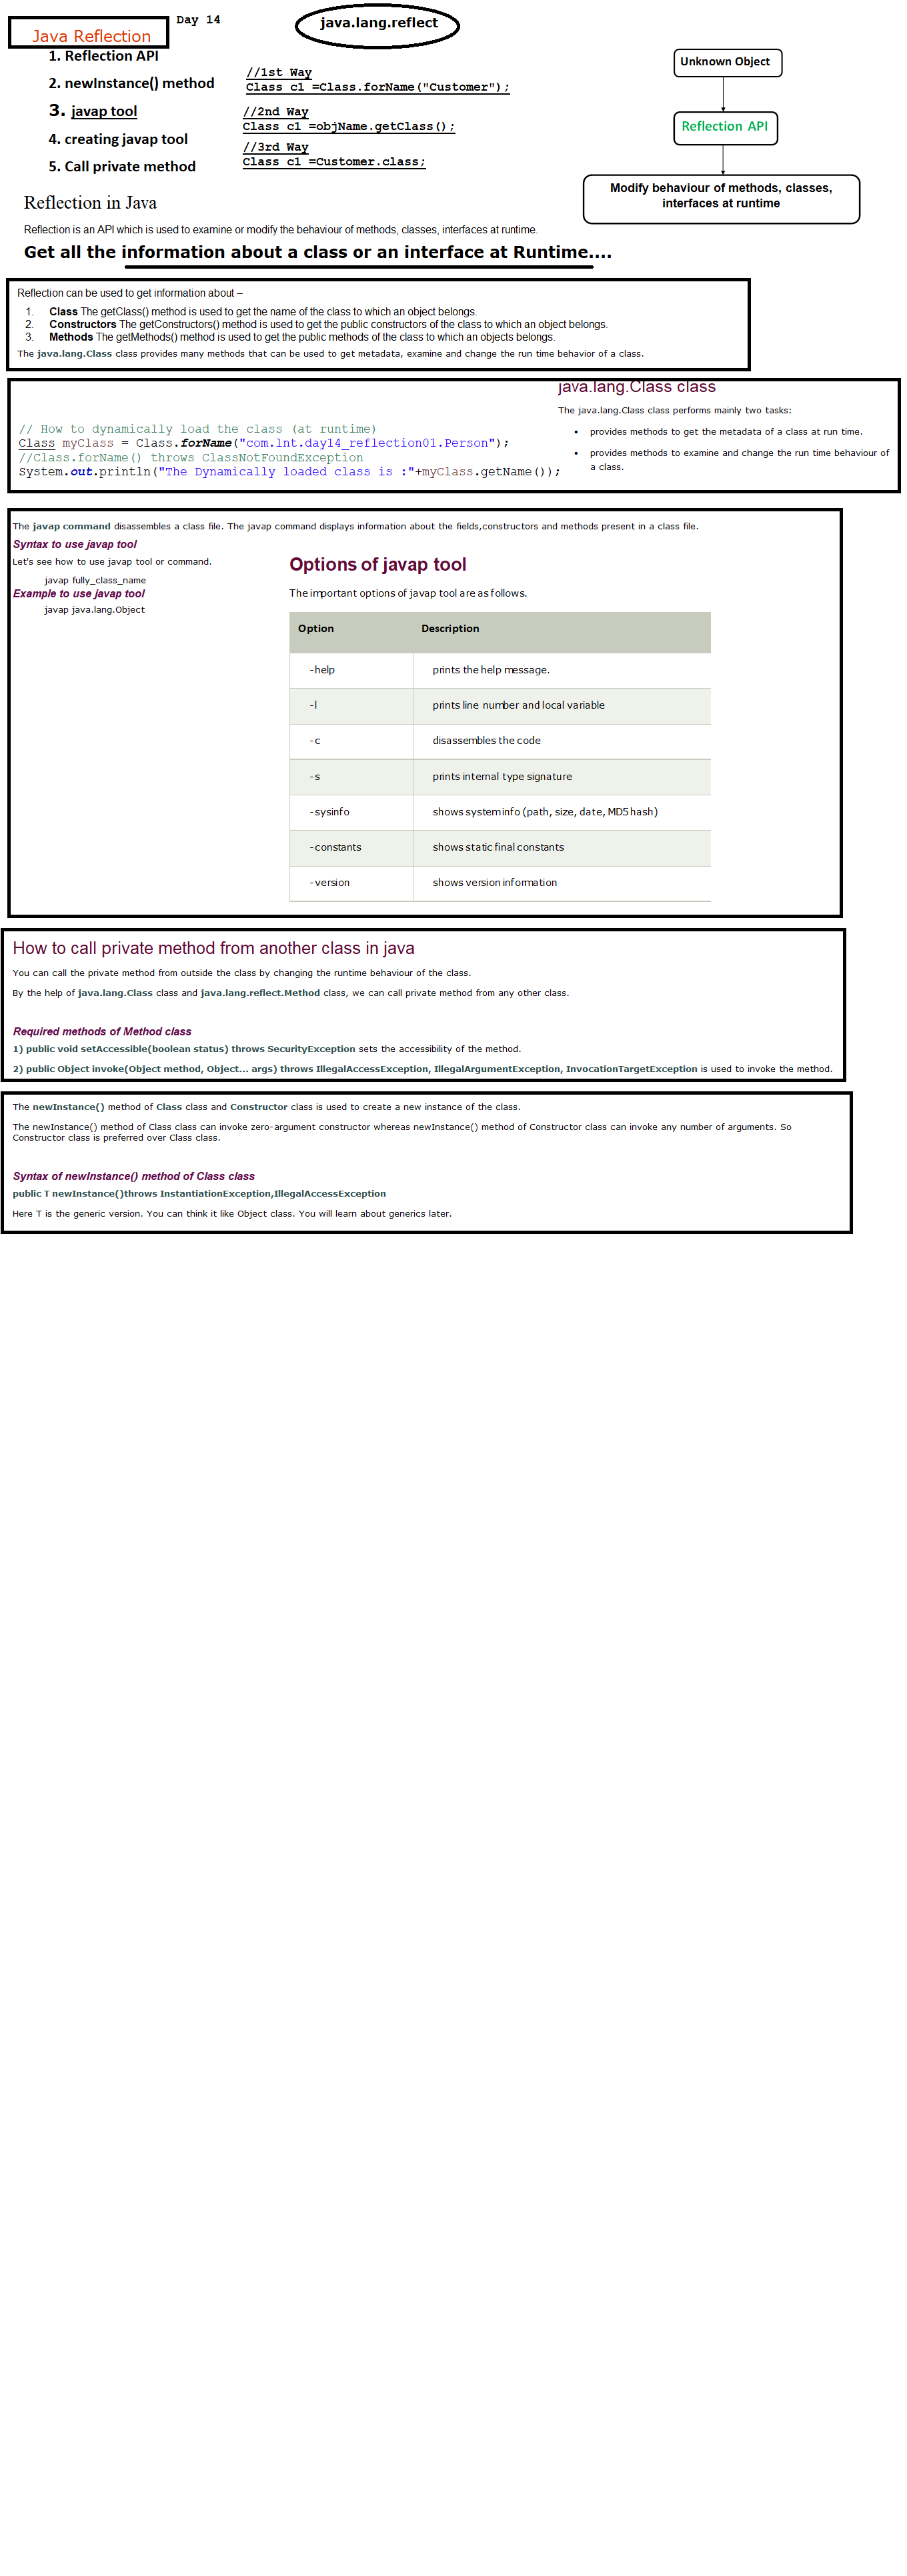 Day 14
java.lang.reflect
Java Reflection
1. Reflection API
2. newInstance() method
3. javap tool
4. creating javap tool
5. Call private method
//1st Way
Class c1 =Class.forName("Customer");
//2nd Way
Class c1 =objName.getClass();
//3rd Way
Class c1 =Customer.class;
Unknown Object
Reflection API
Modify behaviour of methods, classes,
interfaces at runtime
Reflection in Java
Reflection is an API which is used to examine or modify the behaviour of methods, classes, interfaces at runtime.
Get all the information about a class or an interface at Runtime....
Reflection can be used to get information about –
1. Class The getClass() method is used to get the name of the class to which an object belongs.
2. Constructors The getConstructors() method is used to get the public constructors of the class to which an object belongs.
3. Methods The getMethods() method is used to get the public methods of the class to which an objects belongs.
The java.lang.Class class provides many methods that can be used to get metadata, examine and change the run time behavior of a class.
java.lang.Class class
The java.lang.Class class performs mainly two tasks:
• provides methods to get the metadata of a class at run time.
• provides methods to examine and change the run time behaviour of
a class.
// How to dynamically load the class (at runtime)
Class myClass = Class.forName("com.lnt.day14_reflection01.Person");
//Class.forName() throws ClassNotFoundException
System.out.println("The Dynamically loaded class is :"+myClass.getName());
The javap command disassembles a class file. The javap command displays information about the fields,constructors and methods present in a class file.
Syntax to use javap tool
Let's see how to use javap tool or command.
javap fully_class_name
Example to use javap tool
javap java.lang.Object
Options of javap tool
The important options of javap tool are as follows.
Option Description
-help prints the help message.
-l prints line number and local variable
-c disassembles the code
-s prints internal type signature
-sysinfo shows system info (path, size, date, MD5 hash)
-constants shows static final constants
-version shows version information
How to call private method from another class in java
You can call the private method from outside the class by changing the runtime behaviour of the class.
By the help of java.lang.Class class and java.lang.reflect.Method class, we can call private method from any other class.
Required methods of Method class
1) public void setAccessible(boolean status) throws SecurityException sets the accessibility of the method.
2) public Object invoke(Object method, Object... args) throws IllegalAccessException, IllegalArgumentException, InvocationTargetException is used to invoke the method.
The newInstance() method of Class class and Constructor class is used to create a new instance of the class.
The newInstance() method of Class class can invoke zero-argument constructor whereas newInstance() method of Constructor class can invoke any number of arguments. So
Constructor class is preferred over Class class.
Syntax of newInstance() method of Class class
public T newInstance()throws InstantiationException,IllegalAccessException
Here T is the generic version. You can think it like Object class. You will learn about generics later.